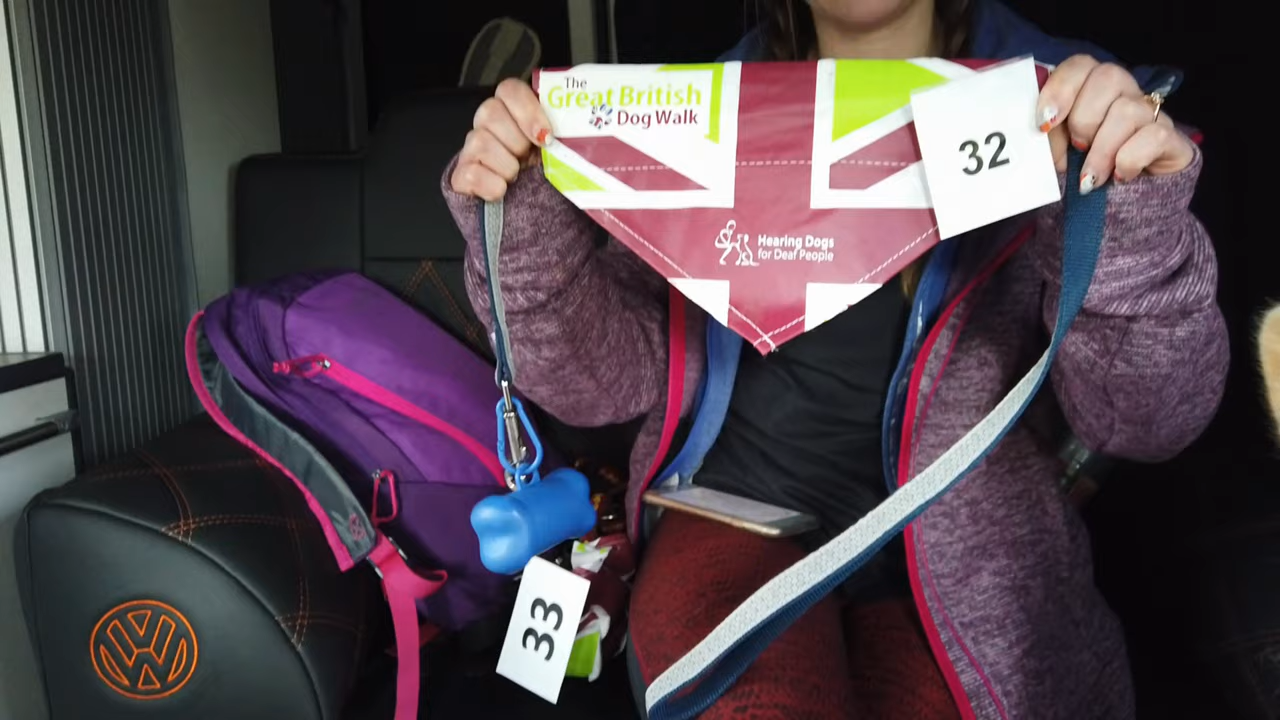 The
Great British
Dog Walk
32
Hearing Dogs
for Deaf People
33